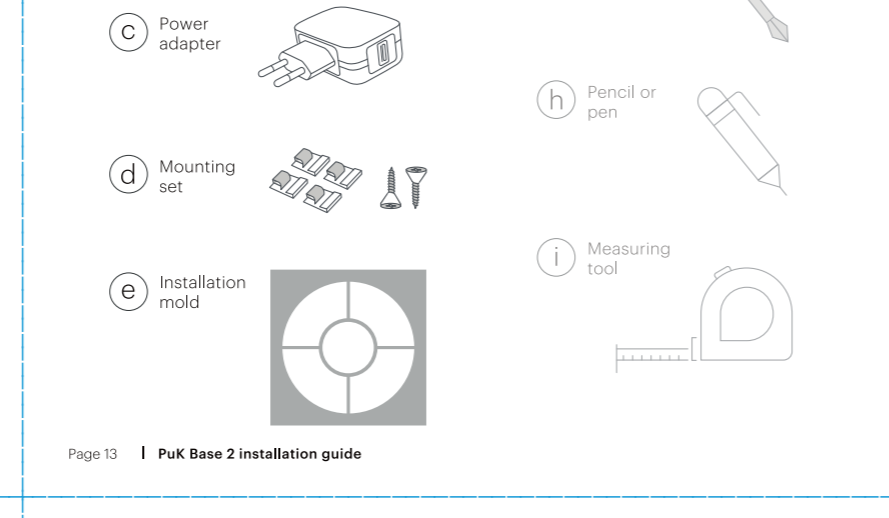 c
Power
adapter
d
Mounting
set
e
Installation
mold
h
Pencil or
pen
i
Measuring
tool
Page 13 | PuK Base 2 installation guide